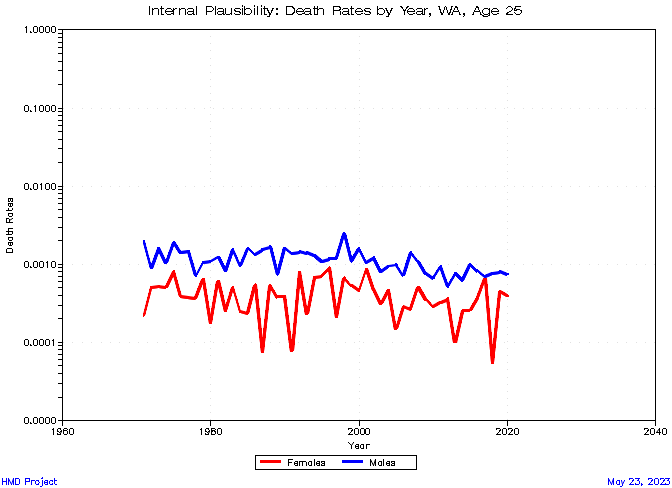 Internal Plausibility: Death Rates by Year, WA, Age 25
1.0000
0.1000
0.0100
0.0010
0.0001
0.0000
Death Rates
1960
1980
2000
2020
2040
Year
Females
Males
HMD Project
May 23, 2023